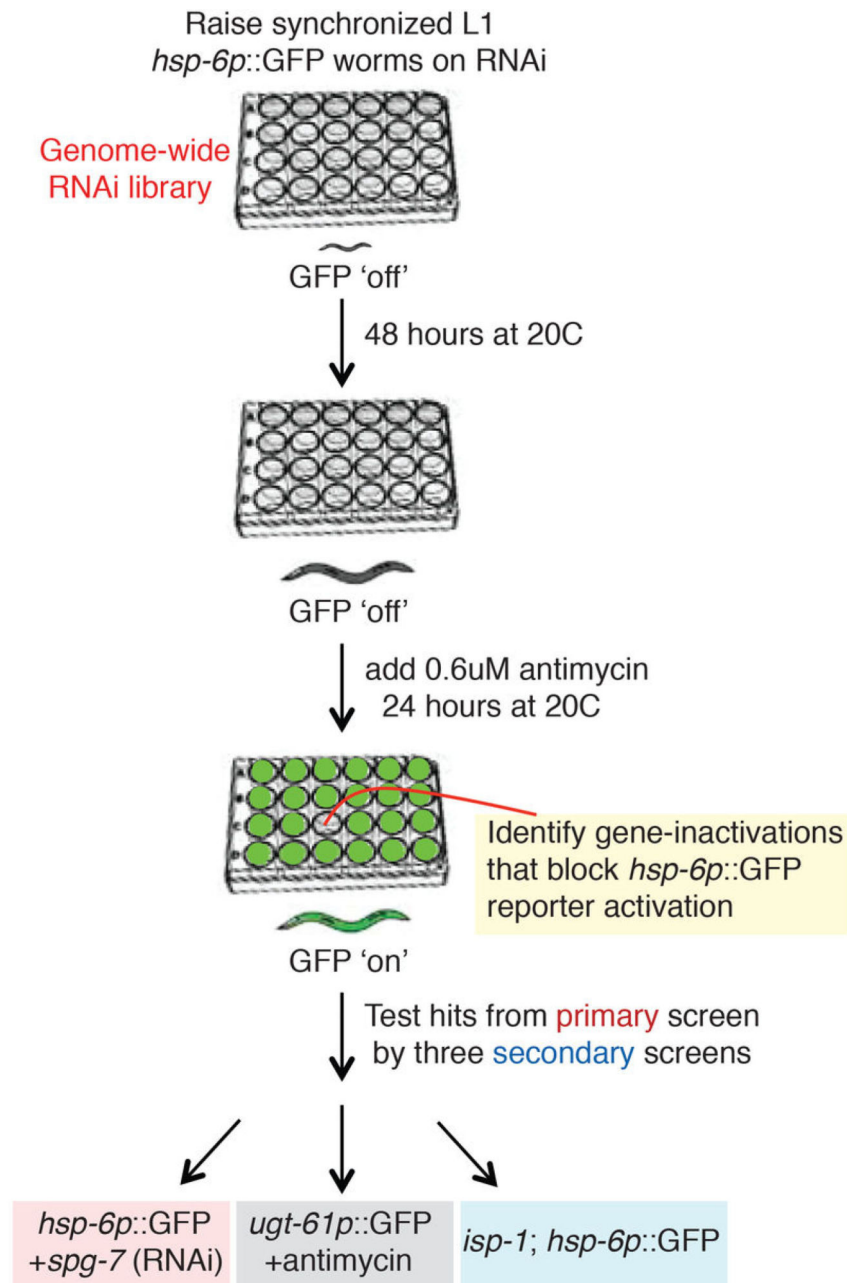 Raise synchronized L1
hsp-6p::GFP worms on RNAi
Genome-wide
RNAi library
GFP ‘off’
48 hours at 20C
GFP ‘off’
add 0.6uM antimycin
24 hours at 20C
Identify gene-inactivations
that block hsp-6p::GFP
reporter activation
GFP ‘on’
Test hits from primary screen
by three secondary screens
hsp-6p::GFP
+spg-7 (RNAi)
ugt-61p::GFP
+antimycin
isp-1; hsp-6p::GFP